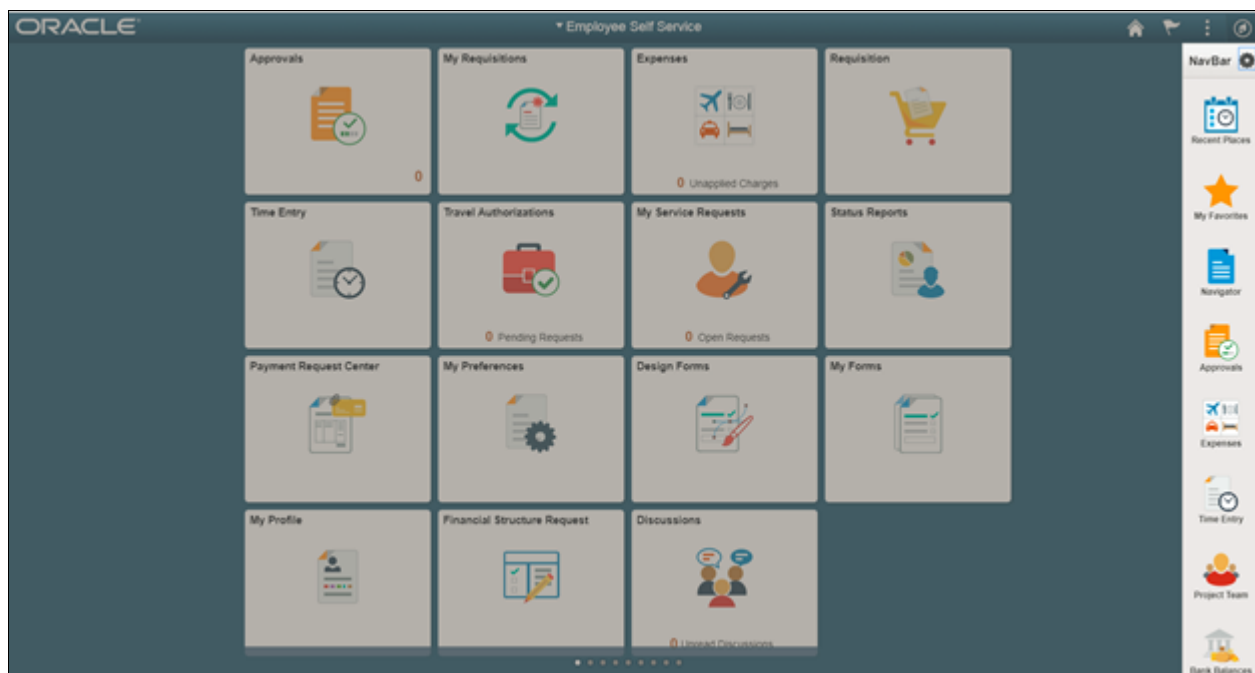 ORACLE
Employee Self Service
NavBar
Approvals
0
My Requisitions
Expenses
0 Unapplied Charges
Requisition
Time Entry
Travel Authorizations
0 Pending Requests
My Service Requests
0 Open Requests
Status Reports
Payment Request Center
My Preferences
Design Forms
My Forms
My Profile
Financial Structure Request
Discussions
0 Unread Discussions
Recent Places
My Favorites
Navigator
Approvals
Expenses
Time Entry
Project Team
Bank Balances